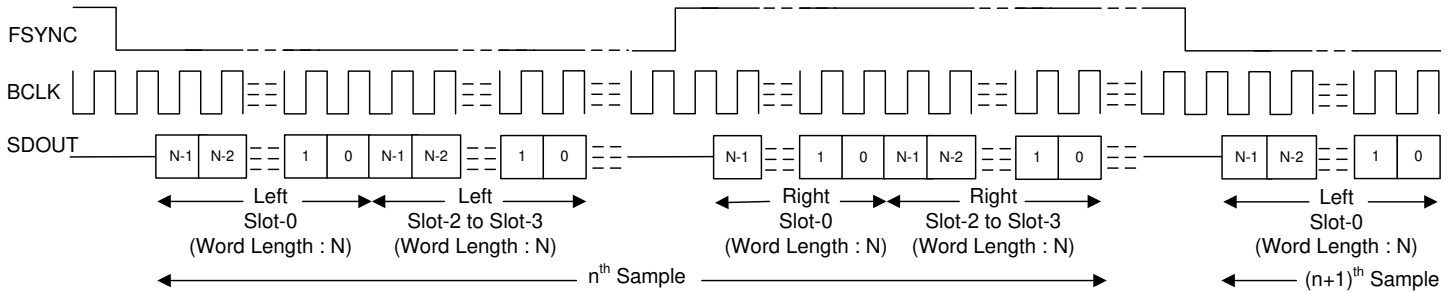 FSYNC
BCLK
SDOUT
N-1 N-2 1 0 N-1 N-2 1 0 N-1 1 0 N-1 N-2 1 0 N-1 N-2 1 0
Left Left Right Right Left
Slot-0 Slot-2 to Slot-3 Slot-0 Slot-2 to Slot-3 Slot-0
(Word Length : N) (Word Length : N) (Word Length : N) (Word Length : N) (Word Length : N)
nth Sample (n+1)th Sample